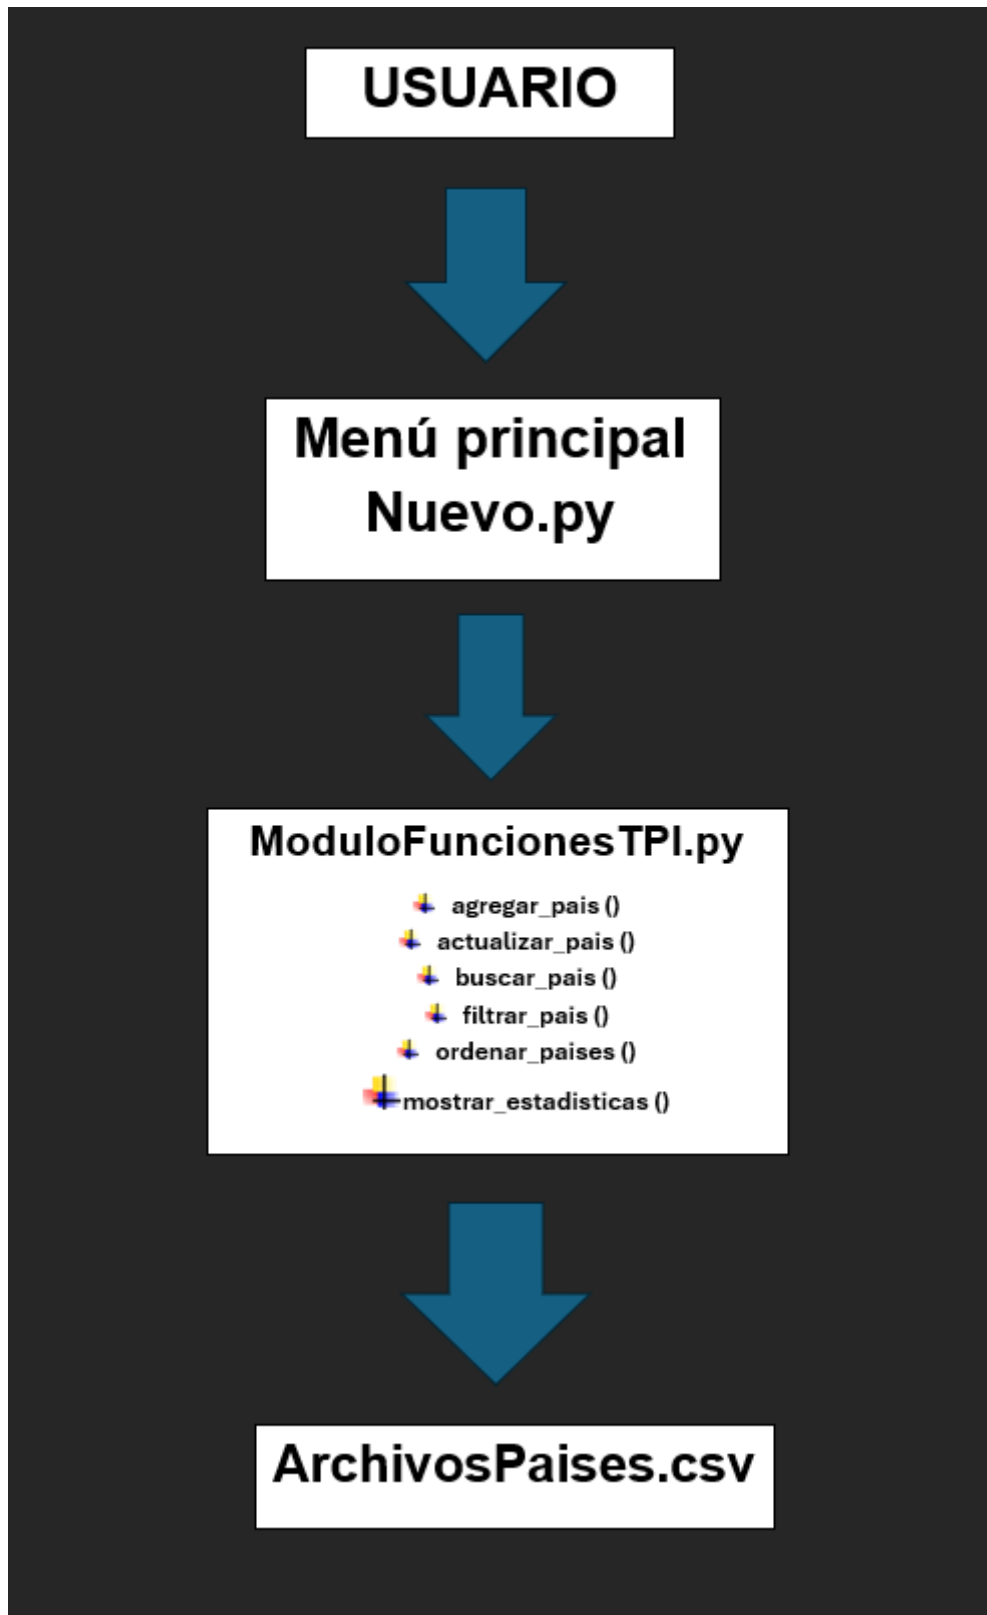 USUARIO
Menú principal
Nuevo.py
ModuloFuncionesTPI.py
agregar_pais ()
actualizar_pais ()
buscar_pais ()
filtrar_pais ()
ordenar_paises ()
mostrar_estadisticas ()
ArchivosPaises.csv